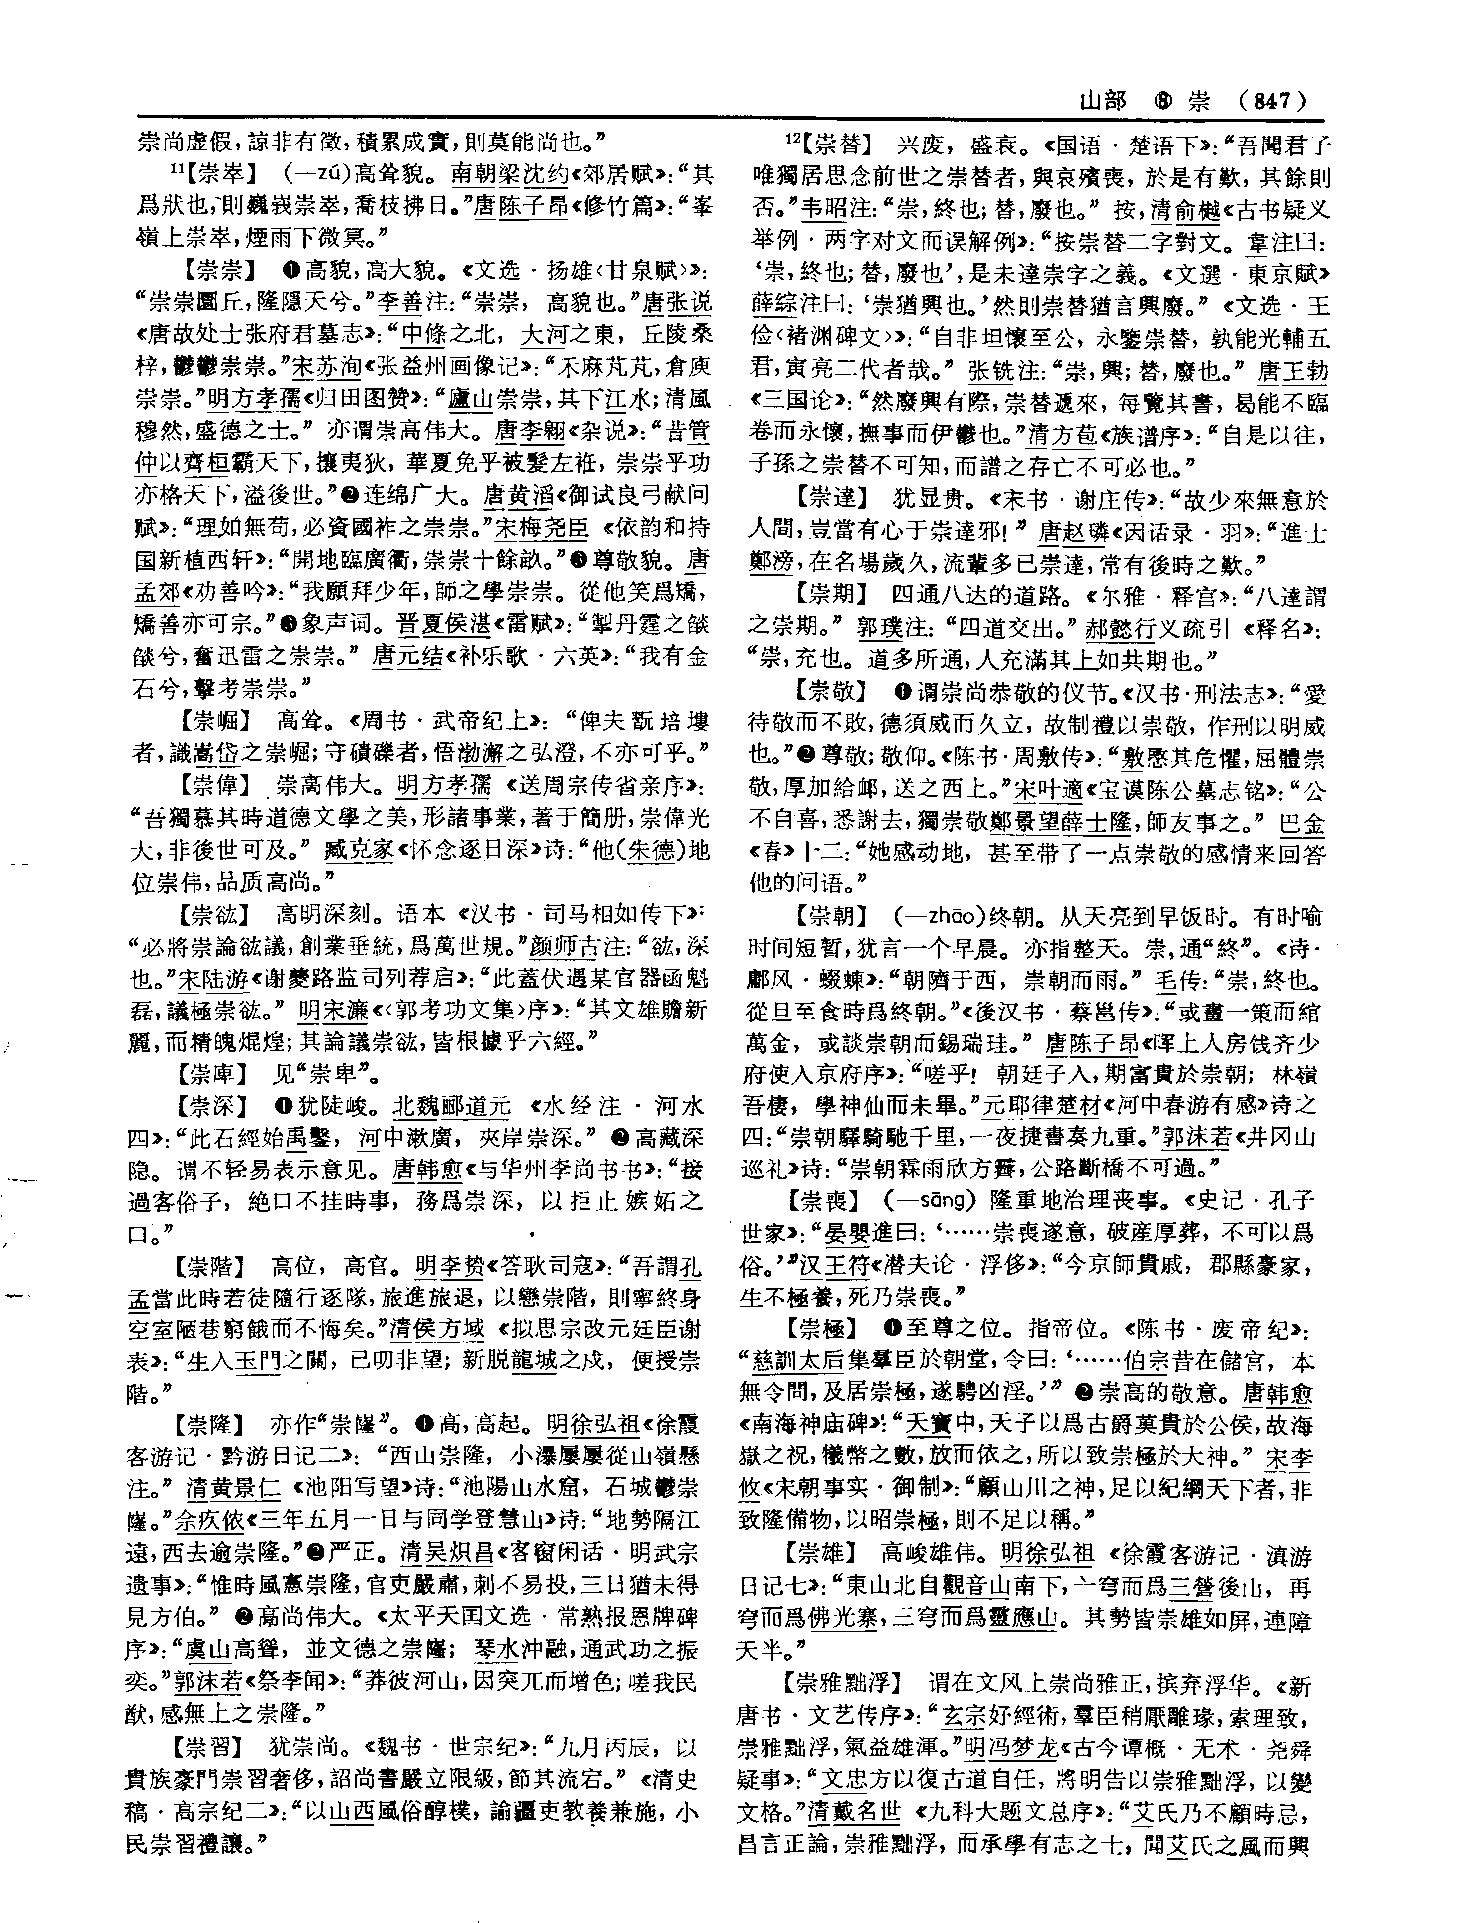 山部 ⑧ 崇 (847)
崇尚虛假，諒非有徵，積累成實，則莫能尚也。”
11【崇崒】 (—zú)高耸貌。南朝梁沈约《郊居赋》：“其
爲狀也，則巍峩崇崒，喬枝拂日。”唐陈子昂《修竹篇》：“峯
嶺上崇崒，煙雨下微冥。”
【崇崇】 ❶高貌，高大貌。《文选·扬雄〈甘泉赋〉》：
“崇崇圜丘，隆隱天兮。”李善注：“崇崇，高貌也。”唐张说
《唐故处士张府君墓志》：“中條之北，大河之東，丘陵桑
梓，鬱鬱崇崇。”宋苏洵《张益州画像记》：“禾麻芃芃，倉庾
崇崇。”明方孝孺《归田图赞》：“廬山崇崇，其下江水；清風
穆然，盛德之士。” 亦谓崇高伟大。唐李翱《杂说》：“昔管
仲以齊桓霸天下，攘夷狄，華夏免乎被髮左衽，崇崇乎功
亦格天下，溢後世。”❷连绵广大。唐黄滔《御试良弓献问
赋》：“理如無苟，必資國祚之崇崇。”宋梅尧臣《依韵和持
国新植西轩》：“開地臨廣衢，崇崇十餘畝。”❸尊敬貌。唐
孟郊《劝善吟》：“我願拜少年，師之學崇崇。從他笑爲矯，
矯善亦可宗。”❹象声词。晋夏侯湛《雷赋》：“掣丹霆之燄
燄兮，奮迅雷之崇崇。” 唐元结《补乐歌·六英》：“我有金
石兮，擊考崇崇。”
【崇崛】 高耸。《周书·武帝纪上》：“俾夫翫培塿
者，識嵩岱之崇崛；守磧礫者，悟渤澥之弘澄，不亦可乎。”
【崇偉】 崇高伟大。明方孝孺《送周宗传省亲序》：
“吾獨慕其時道德文學之美，形諸事業，著于簡册，崇偉光
大，非後世可及。” 臧克家《怀念逐日深》诗：“他(朱德)地
位崇伟，品质高尚。”
【崇竑】 高明深刻。语本《汉书·司马相如传下》：
“必將崇論竑議，創業垂統，爲萬世規。”颜师古注：“竑，深
也。”宋陆游《谢夔路监司列荐启》：“此蓋伏遇某官器函魁
磊，議極崇竑。” 明宋濂《〈郭考功文集〉序》：“其文雄贍新
麗，而精魄焜煌；其論議崇竑，皆根據乎六經。”
【崇庳】 见“崇卑”。
【崇深】 ❶犹陡峻。北魏郦道元《水经注·河水
四》：“此石經始禹鑿，河中漱廣，夾岸崇深。” ❷高藏深
隐。谓不轻易表示意见。唐韩愈《与华州李尚书书》：“接
過客俗子，絶口不挂時事，務爲崇深，以拒止嫉妬之
口。”
【崇階】 高位，高官。明李贽《答耿司寇》：“吾謂孔
孟當此時若徒隨行逐隊，旅進旅退，以戀崇階，則寧終身
空室陋巷窮餓而不悔矣。”清侯方域《拟思宗改元廷臣谢
表》：“生入玉門之關，已叨非望；新脱龍城之戍，便授崇
階。”
【崇隆】 亦作“崇窿”。❶高，高起。明徐弘祖《徐霞
客游记·黔游日记二》：“西山崇隆，小瀑屢屢從山嶺懸
注。” 清黄景仁《池阳写望》诗：“池陽山水窟，石城鬱崇
窿。”佘疚侬《三年五月一日与同学登慧山》诗：“地勢隔江
遠，西去逾崇隆。”❷严正。清吴炽昌《客窗闲话·明武宗
遗事》：“惟時風憲崇隆，官吏嚴肅，刺不易投，三日猶未得
見方伯。” ❷高尚伟大。《太平天囯文选·常熟报恩牌碑
序》：“虞山高聳，並文德之崇窿；琴水沖融，通武功之振
奕。”郭沫若《祭李闻》：“莽彼河山，因突兀而增色；嗟我民
猷，感無上之崇隆。”
【崇習】 犹崇尚。《魏书·世宗纪》：“九月丙辰，以
貴族豪門崇習奢侈，詔尚書嚴立限級，節其流宕。”《清史
稿·高宗纪二》：“以山西風俗醇樸，諭疆吏教養兼施，小
民崇習禮讓。”
12【崇替】 兴废，盛衰。《国语·楚语下》：“吾聞君子
唯獨居思念前世之崇替者，與哀殯喪，於是有歎，其餘則
否。”韦昭注：“崇，終也；替，廢也。” 按，清俞樾《古书疑义
举例·两字对文而误解例》：“按崇替二字對文。韋注曰：
‘崇，終也；替，廢也’，是未達崇字之義。《文選·東京賦》
薛综注曰：‘崇猶興也。’然則崇替猶言興廢。”《文选·王
俭〈褚渊碑文〉》：“自非坦懷至公，永鑒崇替，孰能光輔五
君，寅亮二代者哉。” 张铣注：“崇，興；替，廢也。” 唐王勃
《三国论》：“然廢興有際，崇替遞來，每覽其書，曷能不臨
卷而永懷，撫事而伊鬱也。”清方苞《族谱序》：“自是以往，
子孫之崇替不可知，而譜之存亡不可必也。”
【崇達】 犹显贵。《宋书·谢庄传》：“故少來無意於
人間，豈當有心于崇達邪！” 唐赵璘《因话录·羽》：“進士
鄭滂，在名場歲久，流輩多已崇達，常有後時之歎。”
【崇期】 四通八达的道路。《尔雅·释宫》：“八達謂
之崇期。” 郭璞注：“四道交出。”郝懿行义疏引《释名》：
“崇，充也。道多所通，人充滿其上如共期也。”
【崇敬】 ❶谓崇尚恭敬的仪节。《汉书·刑法志》：“愛
待敬而不敗，德須威而久立，故制禮以崇敬，作刑以明威
也。”❷尊敬；敬仰。《陈书·周敷传》：“敷愍其危懼，屈體崇
敬，厚加給䘏，送之西上。”宋叶適《宝谟陈公墓志铭》：“公
不自喜，悉謝去，獨崇敬鄭景望薛士隆，師友事之。” 巴金
《春》十二：“她感动地，甚至带了一点崇敬的感情来回答
他的问语。”
【崇朝】 (—zhāo)终朝。从天亮到早饭时。有时喻
时间短暂，犹言一个早晨。亦指整天。崇，通“終”。《诗·
鄘风·蝃蝀》：“朝隮于西，崇朝而雨。” 毛传：“崇，終也。
從旦至食時爲終朝。”《後汉书·蔡邕传》：“或畫一策而綰
萬金，或談崇朝而錫瑞珪。” 唐陈子昂《晖上人房饯齐少
府使入京府序》：“嗟乎！朝廷子入，期富貴於崇朝；林嶺
吾棲，學神仙而未畢。”元耶律楚材《河中春游有感》诗之
四：“崇朝驛騎馳千里，一夜捷書奏九重。”郭沫若《井冈山
巡礼》诗：“崇朝霖雨欣方霽，公路斷橋不可過。”
【崇喪】 (—sāng) 隆重地治理丧事。《史记·孔子
世家》：“晏嬰進曰：‘……崇喪遂意，破產厚葬，不可以爲
俗。’”汉王符《潜夫论·浮侈》：“今京師貴戚，郡縣豪家，
生不極養，死乃崇喪。”
【崇極】 ❶至尊之位。指帝位。《陈书·废帝纪》：
“慈訓太后集羣臣於朝堂，令曰：‘……伯宗昔在儲宫，本
無令問，及居崇極，遂騁凶淫。’” ❷崇高的敬意。唐韩愈
《南海神庙碑》：“天寶中，天子以爲古爵莫貴於公侯，故海
嶽之祝，犧幣之數，放而依之，所以致崇極於大神。” 宋李
攸《宋朝事实·御制》：“顧山川之神，足以紀綱天下者，非
致隆備物，以昭崇極，則不足以稱。”
【崇雄】 高峻雄伟。明徐弘祖《徐霞客游记·滇游
日记七》：“東山北自觀音山南下，一穹而爲三營後山，再
穹而爲佛光寨，三穹而爲靈應山。其勢皆崇雄如屏，連障
天半。”
【崇雅黜浮】 谓在文风上崇尚雅正，摈弃浮华。《新
唐书·文艺传序》：“玄宗好經術，羣臣稍厭雕瑑，索理致，
崇雅黜浮，氣益雄渾。”明冯梦龙《古今谭概·无术·尧舜
疑事》：“文忠方以復古道自任，將明告以崇雅黜浮，以變
文格。”清戴名世《九科大题文总序》：“艾氏乃不顧時忌，
昌言正論，崇雅黜浮，而承學有志之士，聞艾氏之風而興